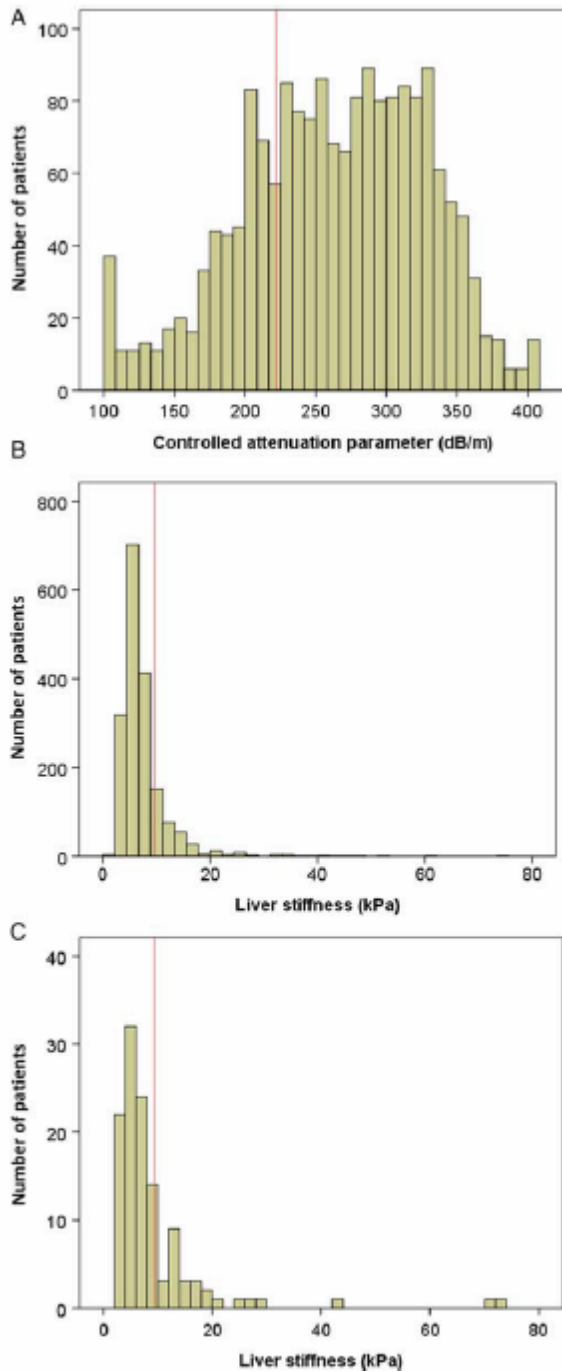 A
100
80
60
40
20
0
Number of patients
100 150 200 250 300 350 400
Controlled attenuation parameter (dB/m)
B
800
600
400
200
0
Number of patients
0 20 40 60 80
Liver stiffness (kPa)
C
40
30
20
10
0
Number of patients
0 20 40 60 80
Liver stiffness (kPa)